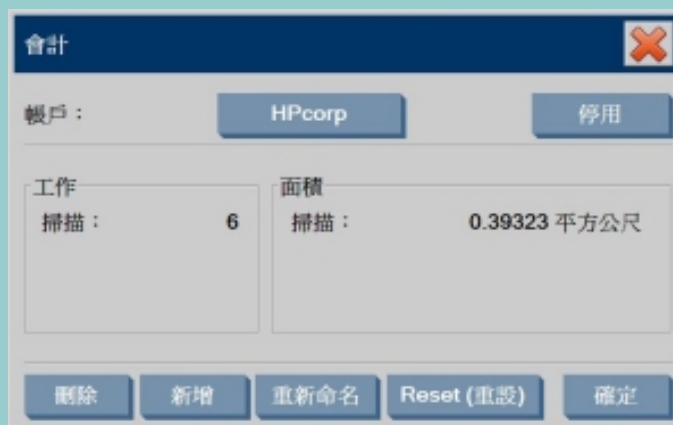 會計
帳戶： HPcorp 停用
工作 面積
掃描： 6 掃描： 0.39323 平方公尺
刪除 新增 重新命名 Reset (重設) 確定